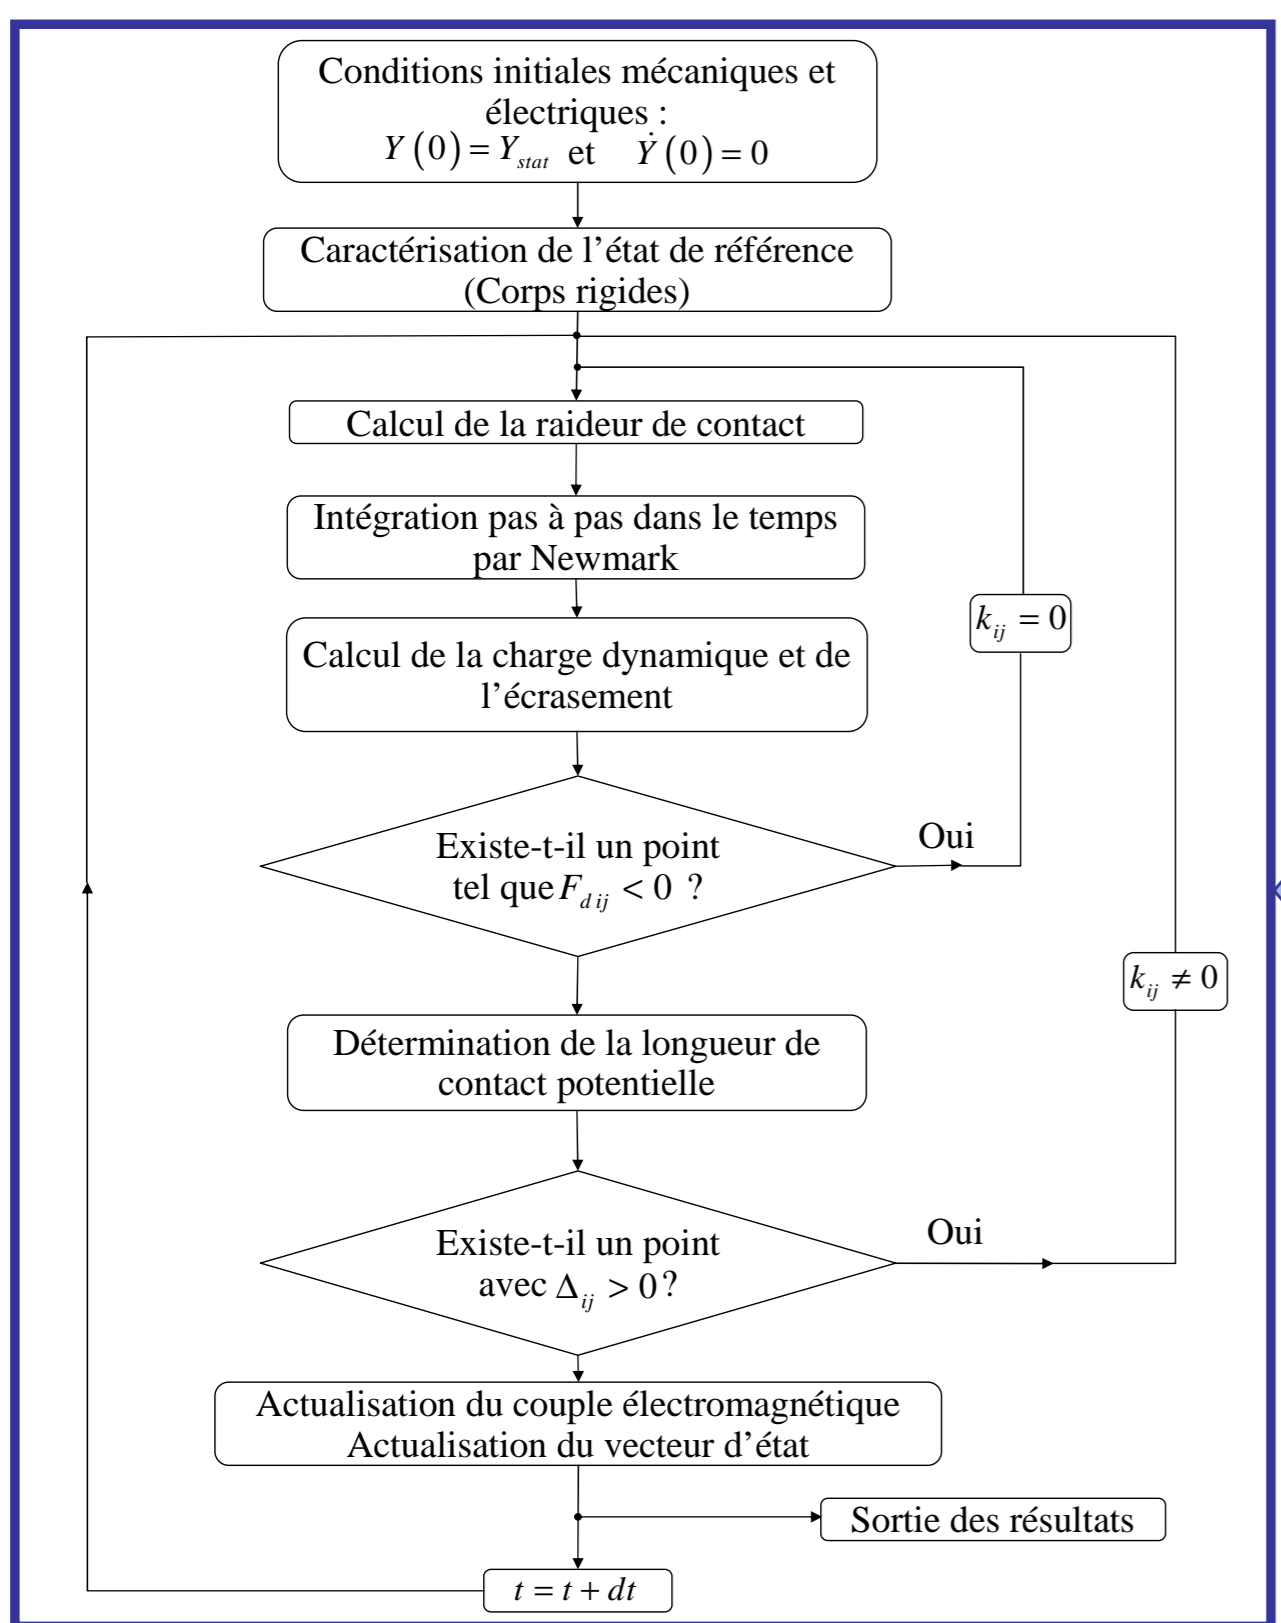 Conditions initiales mécaniques et
électriques :
Y (0) = Y_stat et Ẏ (0) = 0
Caractérisation de l’état de référence
(Corps rigides)
Calcul de la raideur de contact
Intégration pas à pas dans le temps
par Newmark
k_ij = 0
Calcul de la charge dynamique et de
l’écrasement
Oui
Existe-t-il un point
tel que F_d ij < 0 ?
k_ij ≠ 0
Détermination de la longueur de
contact potentielle
Oui
Existe-t-il un point
avec Δ_ij > 0 ?
Actualisation du couple électromagnétique
Actualisation du vecteur d’état
Sortie des résultats
t = t + dt